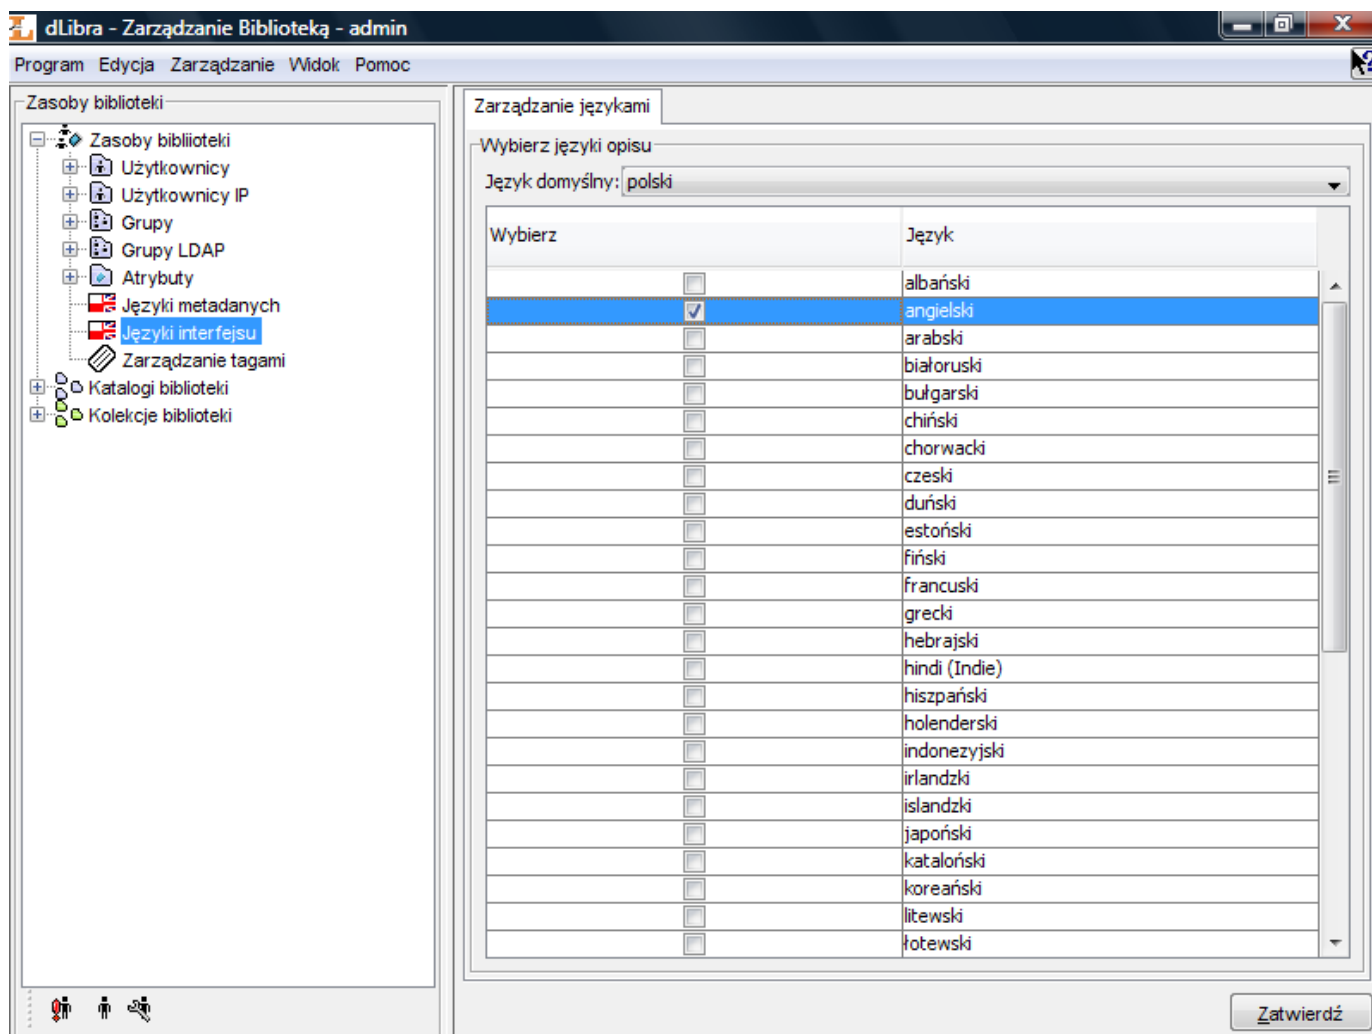 dLibra - Zarządzanie Biblioteką - admin
Program Edycja Zarządzanie Widok Pomoc
Zasoby biblioteki
Zasoby bibliioteki
Użytkownicy
Użytkownicy IP
Grupy
Grupy LDAP
Atrybuty
Języki metadanych
Języki interfejsu
Zarządzanie tagami
Katalogi biblioteki
Kolekcje biblioteki
Zarządzanie językami
Wybierz języki opisu
Język domyślny: polski
Wybierz Język
albański
angielski
arabski
białoruski
bułgarski
chiński
chorwacki
czeski
duński
estoński
fiński
francuski
grecki
hebrajski
hindi (Indie)
hiszpański
holenderski
indonezyjski
irlandzki
islandzki
japoński
kataloński
koreański
litewski
łotewski
Zatwierdź